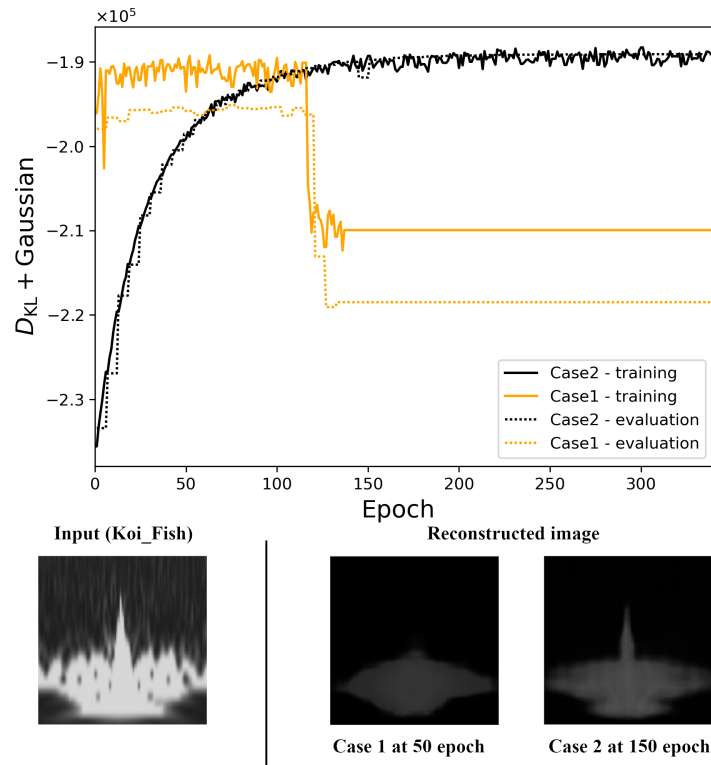 ×10⁵
−1.9
−2.0
−2.1
−2.2
−2.3
D_KL + Gaussian
0 50 100 150 200 250 300
Epoch
Case2 - training
Case1 - training
Case2 - evaluation
Case1 - evaluation
Input (Koi_Fish)
Reconstructed image
Case 1 at 50 epoch
Case 2 at 150 epoch